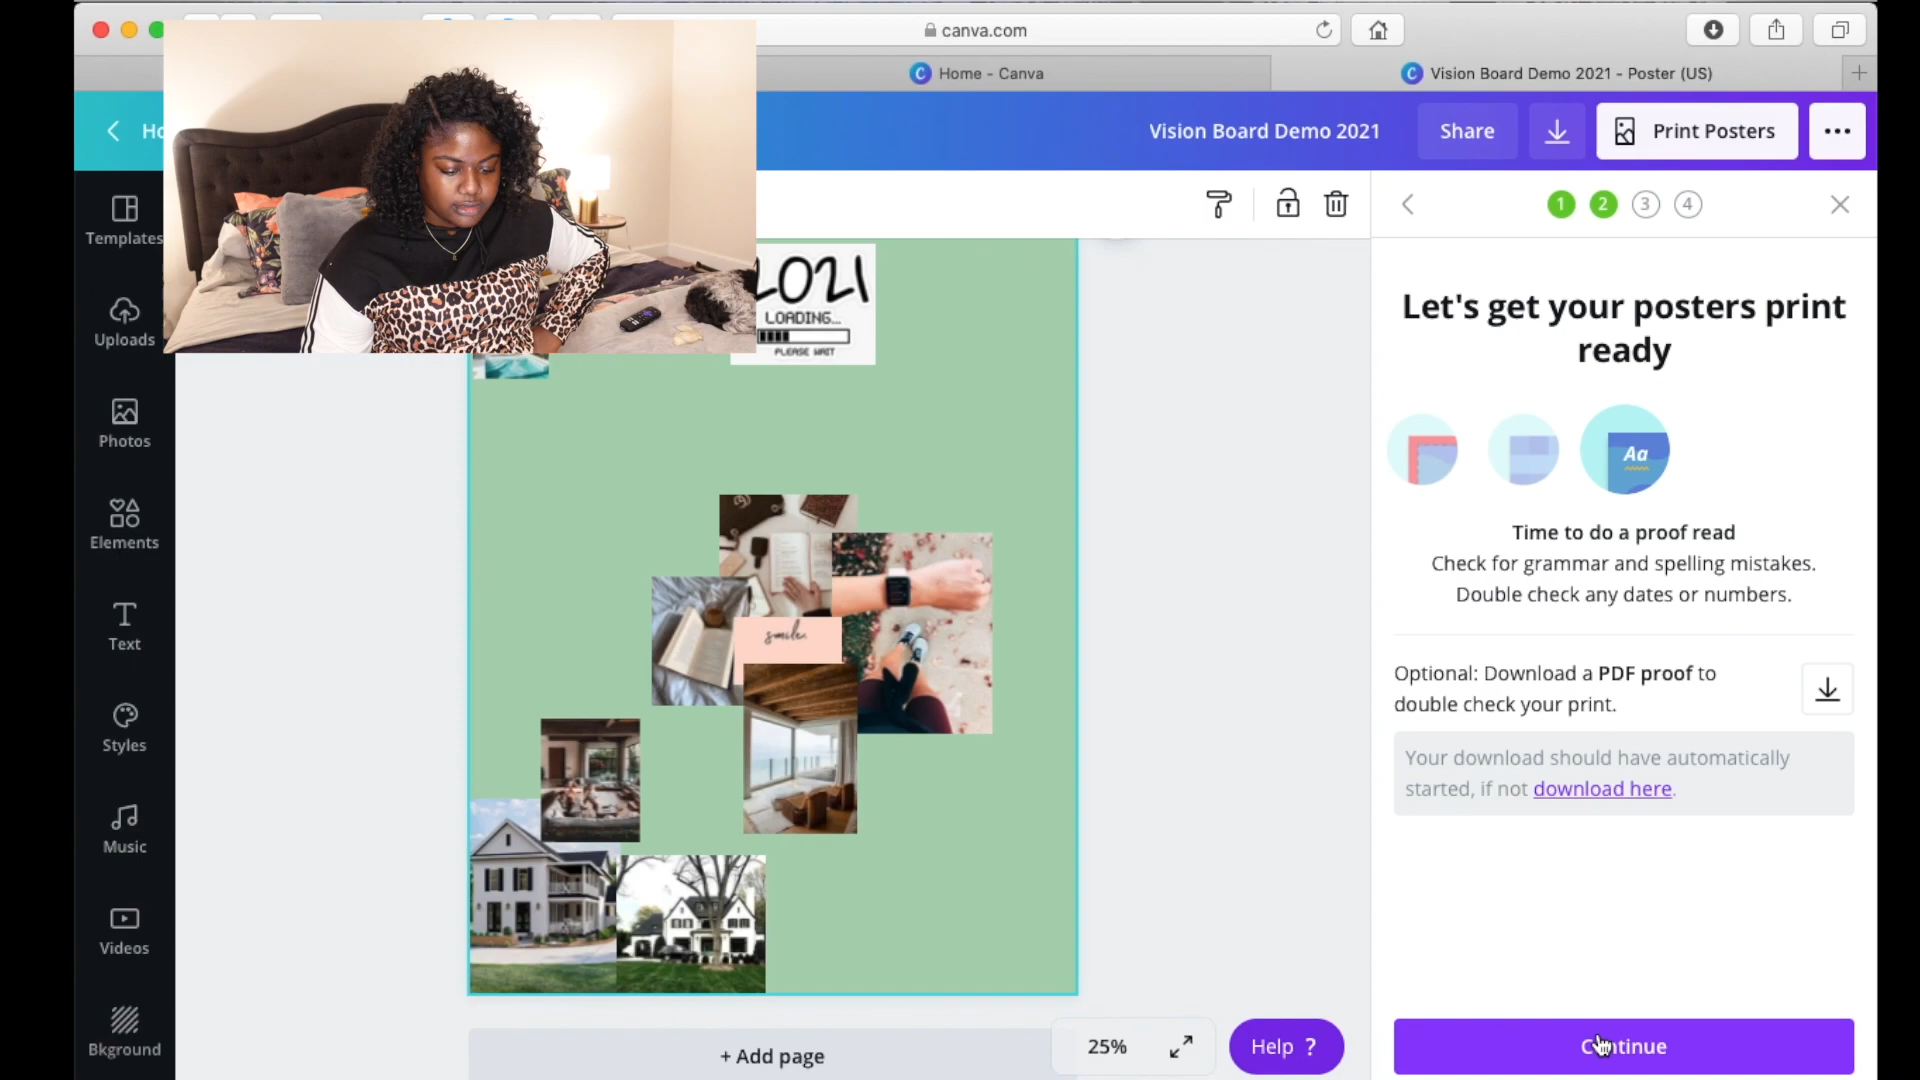 canva.com
Home - Canva
Vision Board Demo 2021 - Poster (US)
Vision Board Demo 2021
Share
Print Posters
Templates
Uploads
Photos
Elements
Text
Styles
Music
Videos
Bkground
2021
LOADING...
PLEASE WAIT
smile.
+ Add page
25%
Help ?
1 2 3 4
Let's get your posters print
ready
Aa
Time to do a proof read
Check for grammar and spelling mistakes.
Double check any dates or numbers.
Optional: Download a PDF proof to
double check your print.
Your download should have automatically
started, if not download here.
Continue